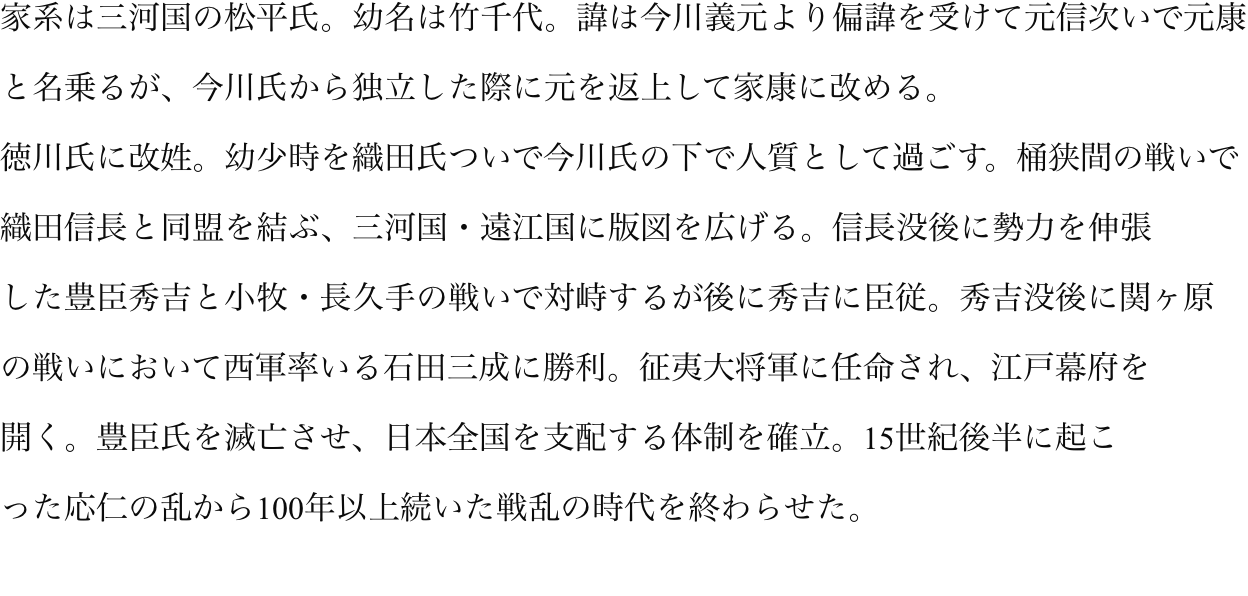 家系は三河国の松平氏。幼名は竹千代。諱は今川義元より偏諱を受けて元信次いで元康
と名乗るが、今川氏から独立した際に元を返上して家康に改める。
徳川氏に改姓。幼少時を織田氏ついで今川氏の下で人質として過ごす。桶狭間の戦いで
織田信長と同盟を結ぶ、三河国・遠江国に版図を広げる。信長没後に勢力を伸張
した豊臣秀吉と小牧・長久手の戦いで対峙するが後に秀吉に臣従。秀吉没後に関ヶ原
の戦いにおいて西軍率いる石田三成に勝利。征夷大将軍に任命され、江戸幕府を
開く。豊臣氏を滅亡させ、日本全国を支配する体制を確立。15世紀後半に起こ
った応仁の乱から100年以上続いた戦乱の時代を終わらせた。